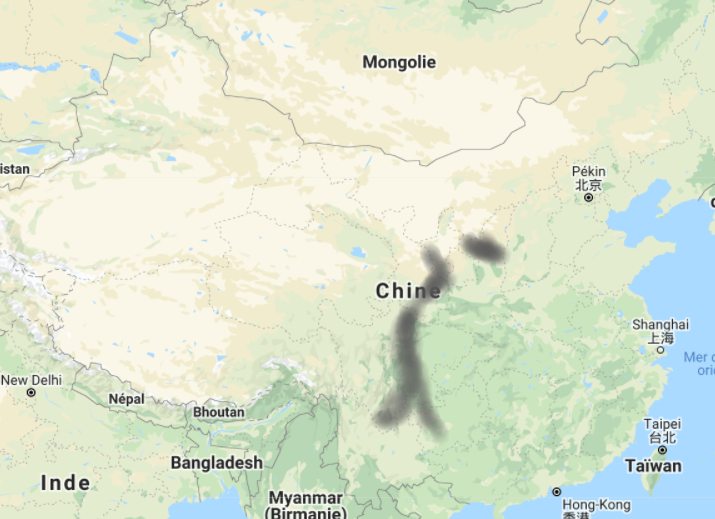 Mongolie
istan
Pékin
北京
Chine
Shanghai
上海
Mer d
orie
New Delhi
Népal
Bhoutan
Taipei
台北
Taïwan
Bangladesh
Inde
Myanmar
(Birmanie)
Hong-Kong
香港